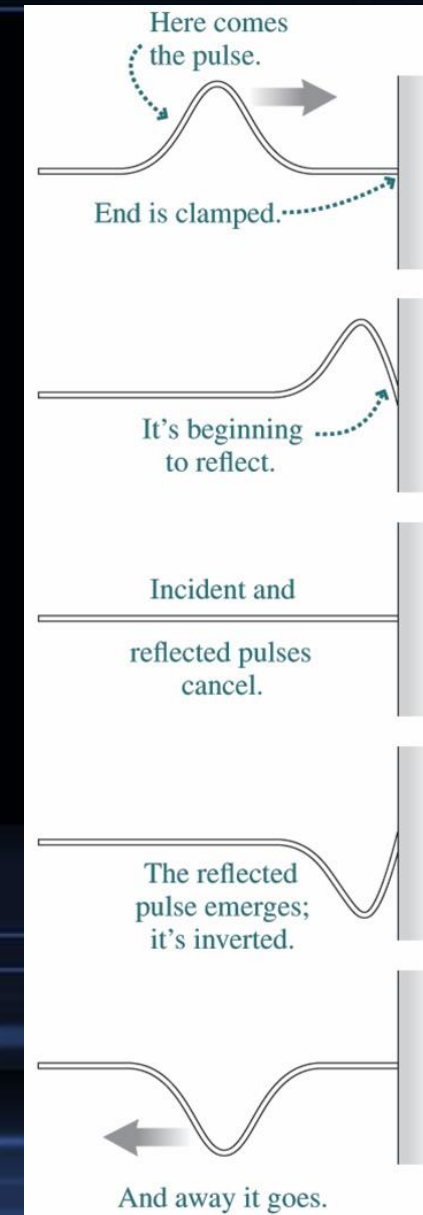 Here comes
the pulse.
End is clamped.
It's beginning
to reflect.
Incident and
reflected pulses
cancel.
The reflected
pulse emerges;
it's inverted.
And away it goes.